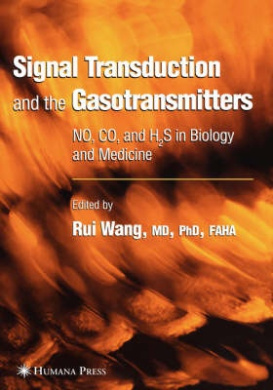 Signal Transduction
and the Gasotransmitters
NO, CO, and H₂S in Biology
and Medicine
Edited by
Rui Wang, MD, PhD, FAHA
HUMANA PRESS